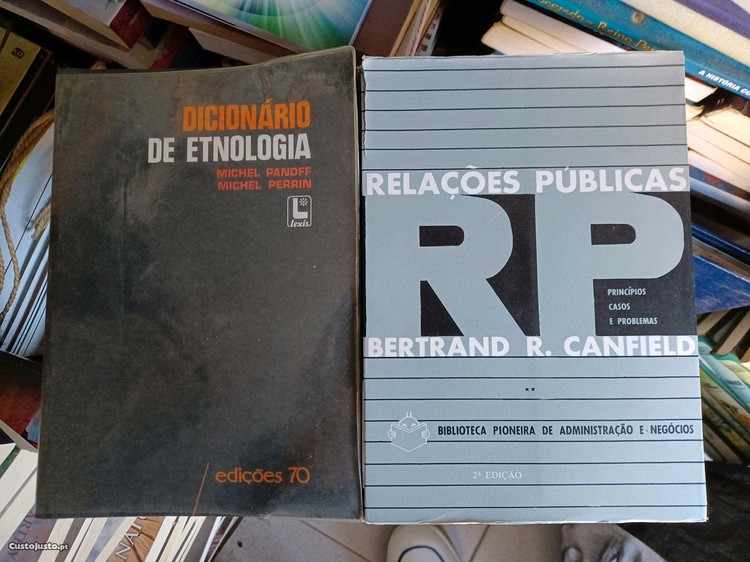 DICIONÁRIO
DE ETNOLOGIA
MICHEL PANOFF
MICHEL PERRIN
L*
lexis
edições 70
RELAÇÕES PÚBLICAS
RP
PRINCÍPIOS
CASOS
E PROBLEMAS
BERTRAND R. CANFIELD
**
BIBLIOTECA PIONEIRA DE ADMINISTRAÇÃO E NEGÓCIOS
2ª EDIÇÃO
A HISTÓRIA
CustoJusto.pt